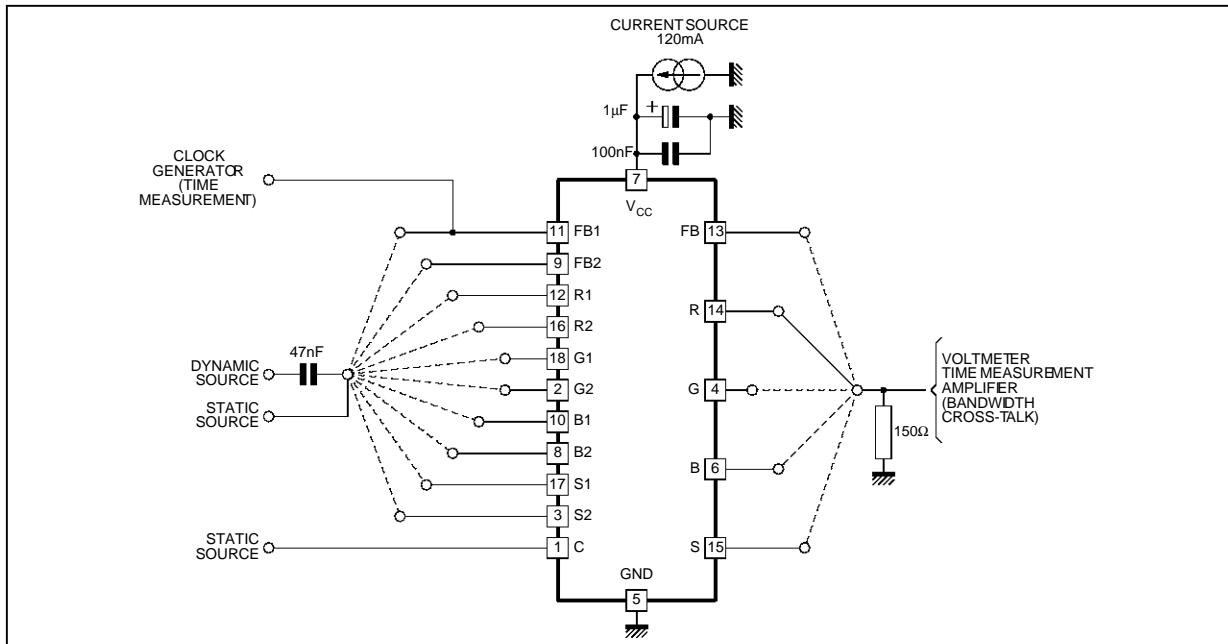 CURRENT SOURCE
120mA
1µF
+
100nF
7
VCC
CLOCK
GENERATOR
(TIME
MEASUREMENT)
11 FB1
9 FB2
12 R1
16 R2
18 G1
2 G2
10 B1
8 B2
17 S1
3 S2
1 C
47nF
DYNAMIC
SOURCE
STATIC
SOURCE
STATIC
SOURCE
FB 13
R 14
G 4
B 6
S 15
GND
5
150Ω
VOLTMETER
TIME MEASUREMENT
AMPLIFIER
(BANDWIDTH
CROSS-TALK)